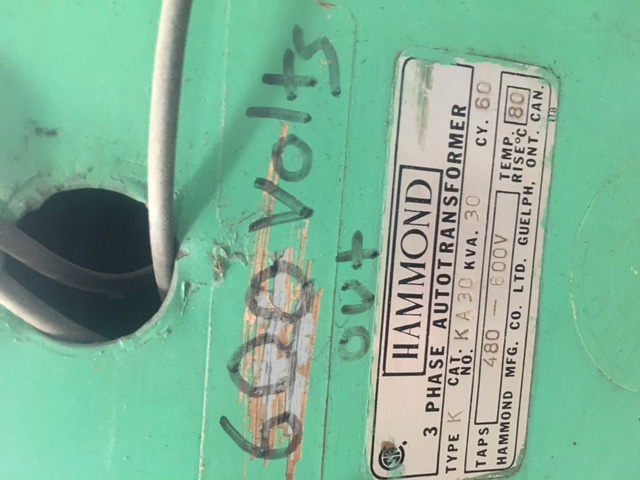 600 Volts
out
HAMMOND
3 PHASE AUTOTRANSFORMER
TYPE K CAT. NO. KA30 KVA. 30 CY. 60
TAPS 480 - 600V TEMP. RISE °C 80
HAMMOND MFG. CO. LTD. GUELPH, ONT. CAN.